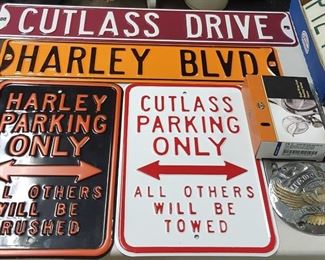 CUTLASS DRIVE
HARLEY BLVD
HARLEY
PARKING
ONLY
ALL OTHERS
WILL BE
RUSHED
CUTLASS
PARKING
ONLY
ALL OTHERS
WILL BE
TOWED